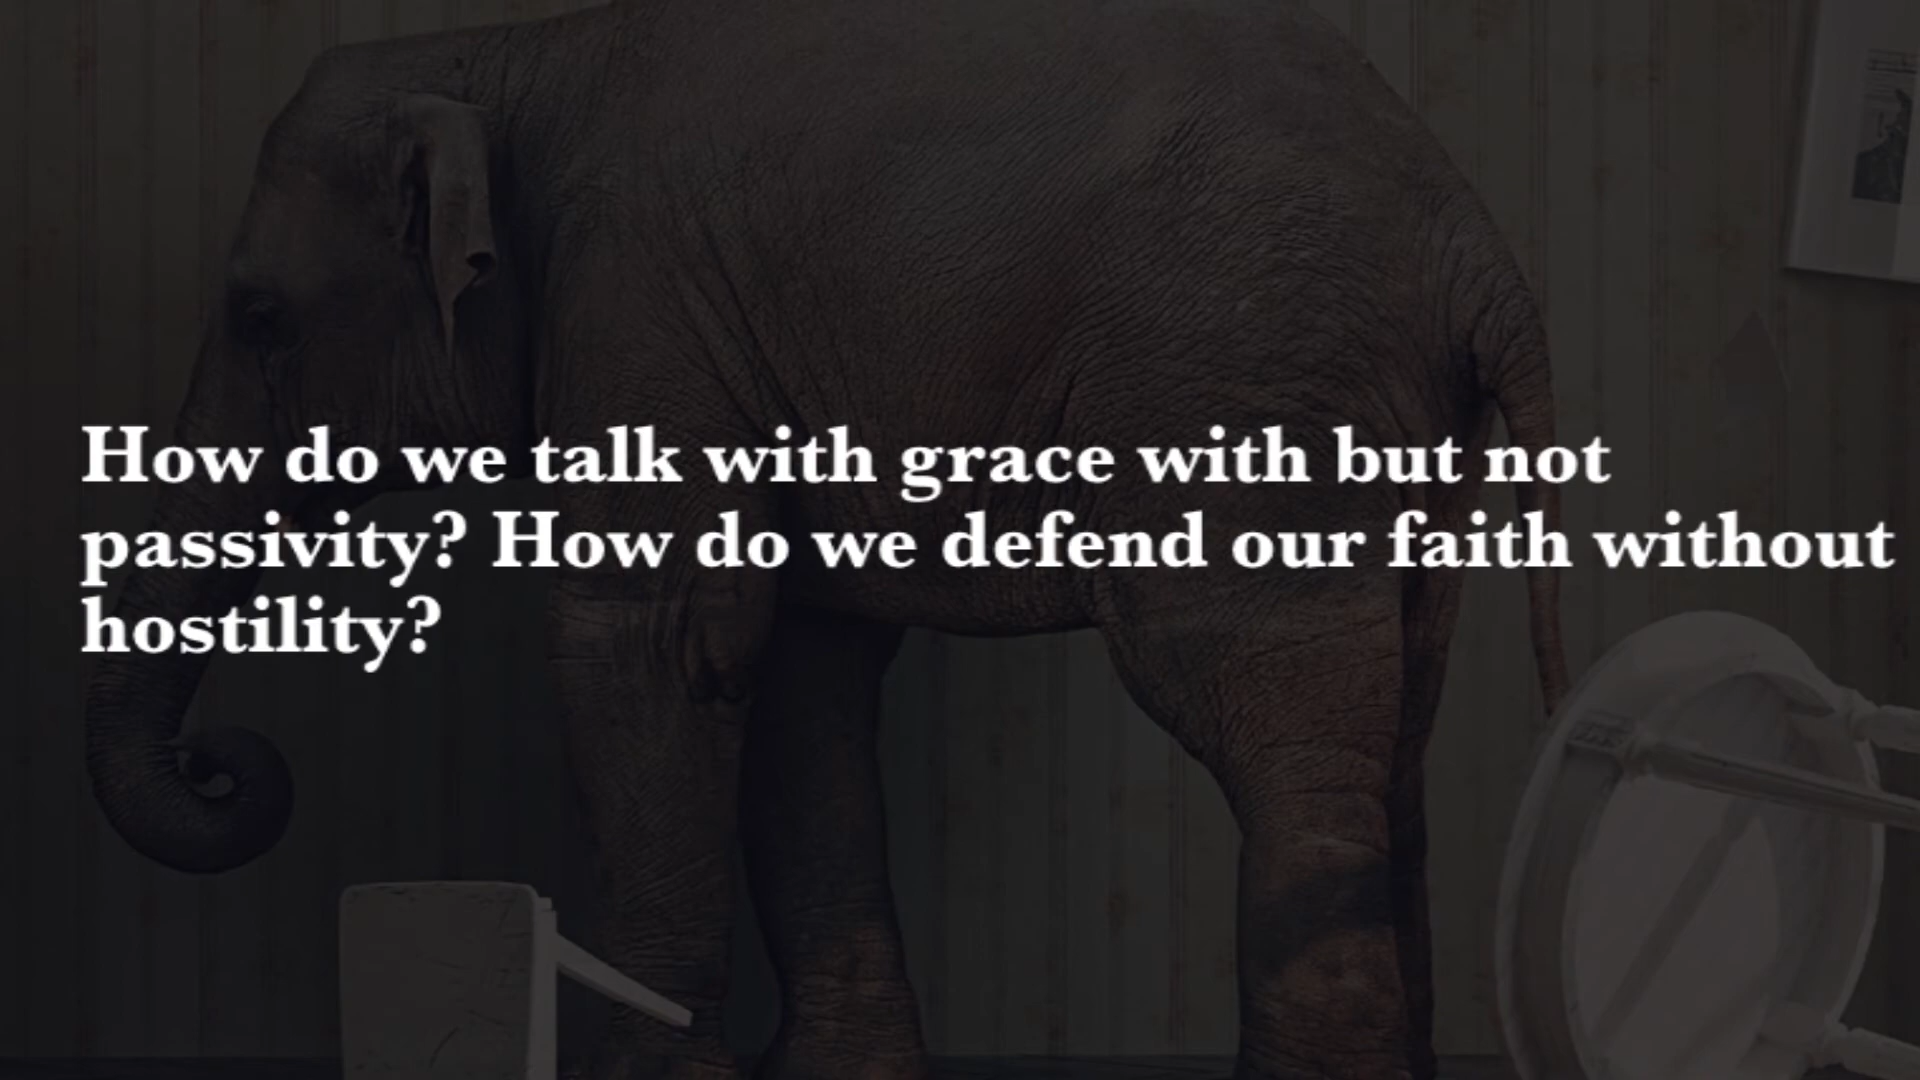 How do we talk with grace with but not
passivity? How do we defend our faith without
hostility?